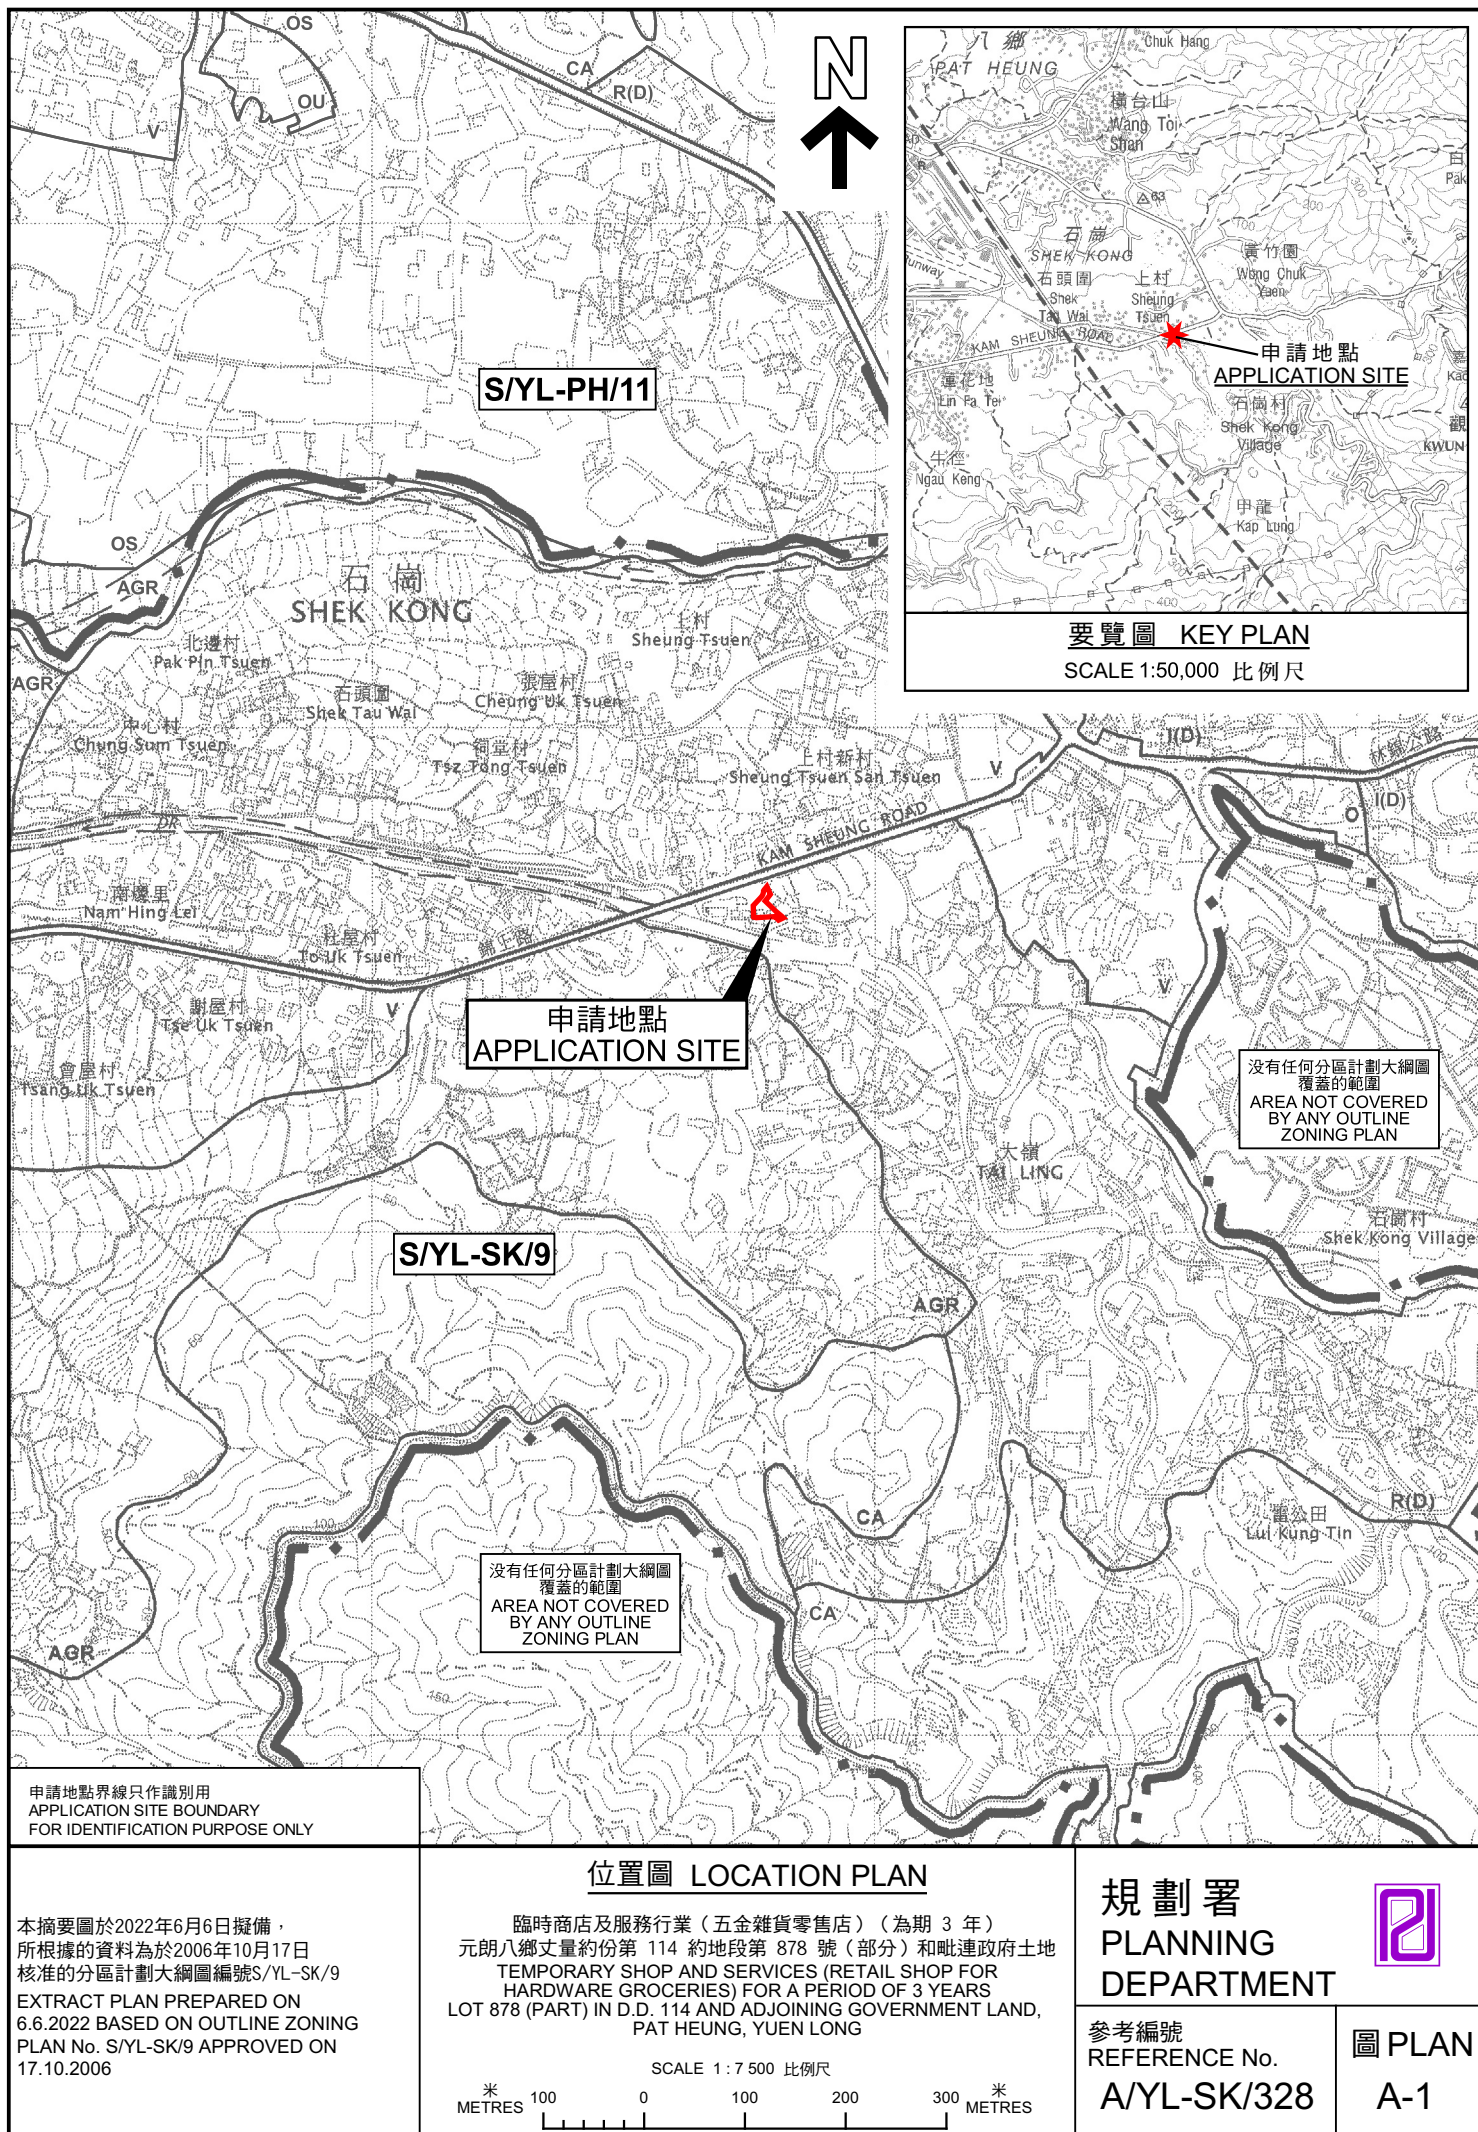 OS
CA
R(D)
OU
V
N
八鄉
PAT HEUNG
Chuk Hang
橫台山
Wang Toi
Shan
63
石崗
SHEK KONG
石頭圍
Shek
Tau Wai
上村
Sheung
Tsuen
黃竹園
Wong Chuk
Yuen
KAM SHEUNG ROAD
申請地點
APPLICATION SITE
蓮花地
Lin Fa Tei
石崗村
Shek Kong
Village
牛徑
Ngau Keng
甲龍
Kap Lung
KWUN
要覽圖 KEY PLAN
SCALE 1:50,000 比例尺
S/YL-PH/11
OS
AGR
石崗
SHEK KONG
上村
Sheung Tsuen
北邊村
Pak Pin Tsuen
AGR
石頭圍
Shek Tau Wai
張屋村
Cheung Uk Tsuen
中心村
Chung Sum Tsuen
祠堂村
Tsz Tong Tsuen
上村新村
Sheung Tsuen San Tsuen
V
I(D)
林錦公路
I(D)
O
DR
KAM SHEUNG ROAD
南慶里
Nam Hing Lei
杜屋村
To Uk Tsuen
錦上路
V
謝屋村
Tse Uk Tsuen
V
申請地點
APPLICATION SITE
曾屋村
Tsang Uk Tsuen
没有任何分區計劃大綱圖
覆蓋的範圍
AREA NOT COVERED
BY ANY OUTLINE
ZONING PLAN
大嶺
TAI LING
石崗村
Shek Kong Village
S/YL-SK/9
AGR
CA
R(D)
雷公田
Lui Kung Tin
没有任何分區計劃大綱圖
覆蓋的範圍
AREA NOT COVERED
BY ANY OUTLINE
ZONING PLAN
CA
AGR
申請地點界線只作識別用
APPLICATION SITE BOUNDARY
FOR IDENTIFICATION PURPOSE ONLY
本摘要圖於2022年6月6日擬備，
所根據的資料為於2006年10月17日
核准的分區計劃大綱圖編號S/YL-SK/9
EXTRACT PLAN PREPARED ON
6.6.2022 BASED ON OUTLINE ZONING
PLAN No. S/YL-SK/9 APPROVED ON
17.10.2006
位置圖 LOCATION PLAN
臨時商店及服務行業（五金雜貨零售店）（為期 3 年）
元朗八鄉丈量約份第 114 約地段第 878 號（部分）和毗連政府土地
TEMPORARY SHOP AND SERVICES (RETAIL SHOP FOR
HARDWARE GROCERIES) FOR A PERIOD OF 3 YEARS
LOT 878 (PART) IN D.D. 114 AND ADJOINING GOVERNMENT LAND,
PAT HEUNG, YUEN LONG
SCALE 1 : 7 500 比例尺
米
METRES 100 0 100 200 300 米
METRES
規劃署
PLANNING
DEPARTMENT
參考編號
REFERENCE No.
A/YL-SK/328
圖 PLAN
A-1